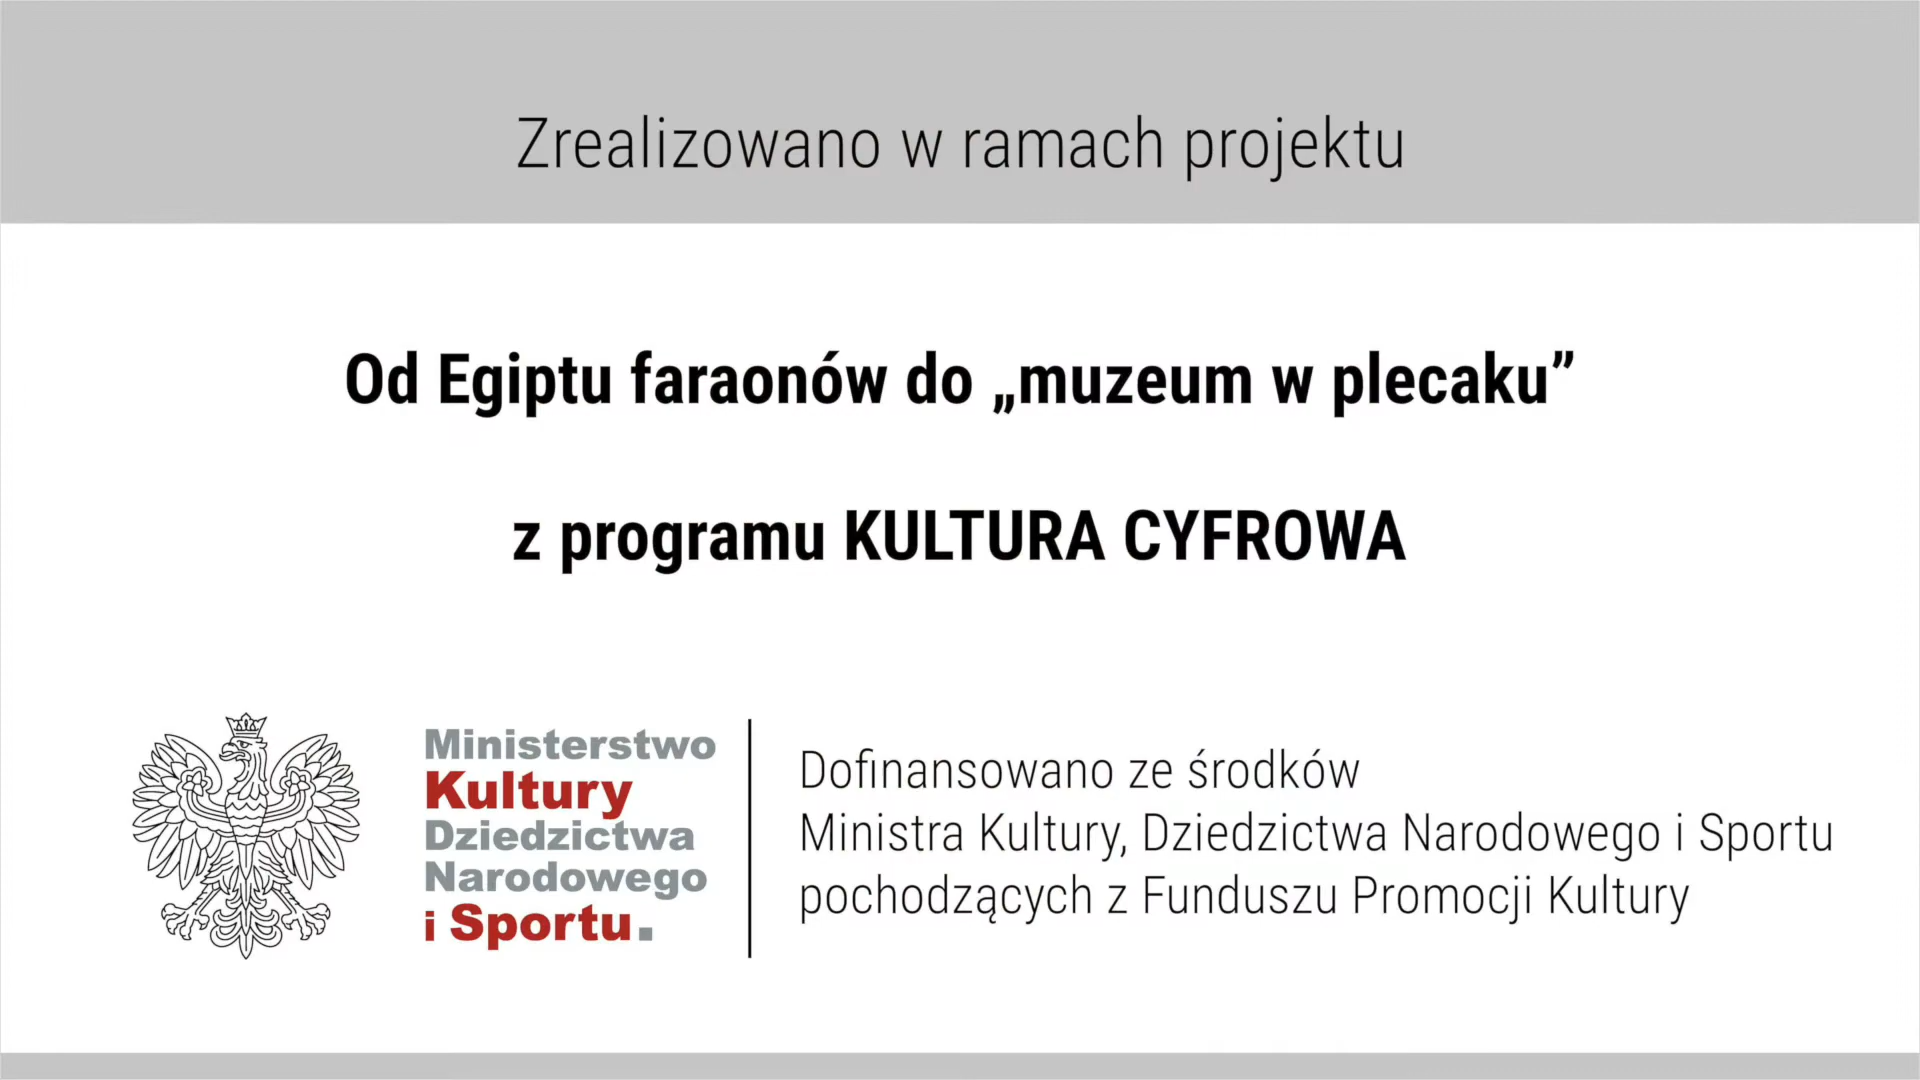 Zrealizowano w ramach projektu
Od Egiptu faraonów do „muzeum w plecaku”
z programu KULTURA CYFROWA
Ministerstwo
Kultury
Dziedzictwa
Narodowego
i Sportu.
Dofinansowano ze środków
Ministra Kultury, Dziedzictwa Narodowego i Sportu
pochodzących z Funduszu Promocji Kultury